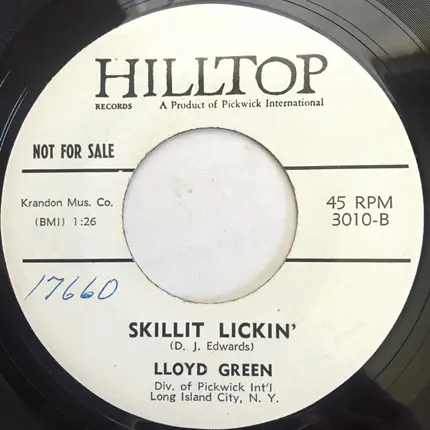 HILLTOP
RECORDS A Product of Pickwick International
NOT FOR SALE
Krandon Mus. Co.
(BMI) 1:26
45 RPM
3010-B
17660
SKILLIT LICKIN'
(D. J. Edwards)
LLOYD GREEN
Div. of Pickwick Int'l
Long Island City, N. Y.